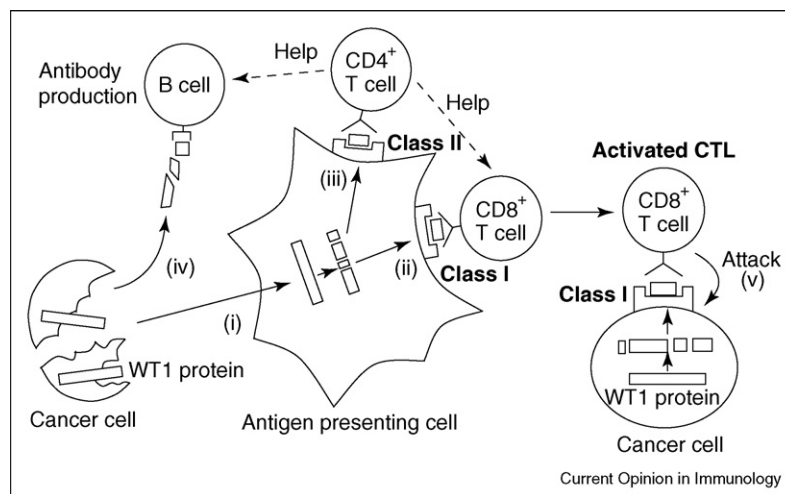 Help
CD4+
T cell
Antibody
production
B cell
Help
Class II
Activated CTL
(iii)
CD8+
T cell
CD8+
T cell
(iv)
(ii)
Class I
Attack
(v)
Class I
(i)
WT1 protein
WT1 protein
Cancer cell
Antigen presenting cell
Cancer cell
Current Opinion in Immunology